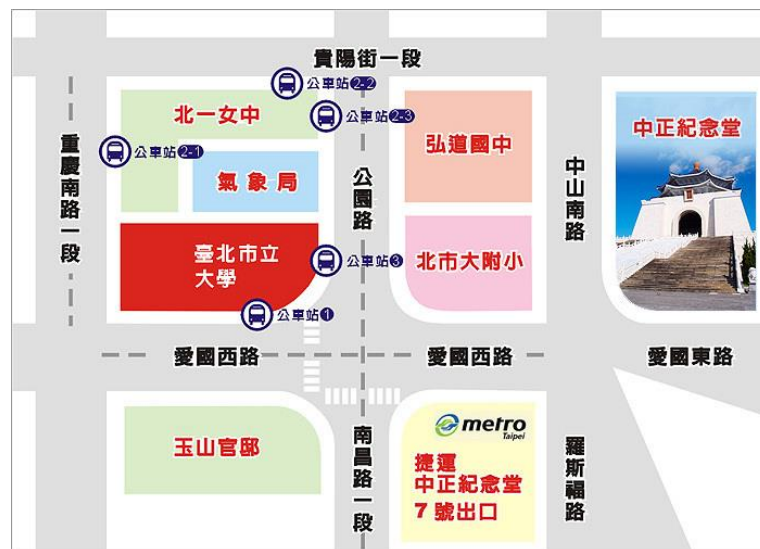 貴陽街一段
公車站2-2
北一女中
公車站2-3
中正紀念堂
弘道國中
公車站2-1
重慶南路一段
氣象局
公園路
中山南路
臺北市立
大學
公車站3
北市大附小
公車站1
愛國西路
愛國西路
愛國東路
metro
Taipei
玉山官邸
南昌路一段
捷運
中正紀念堂
7號出口
羅斯福路